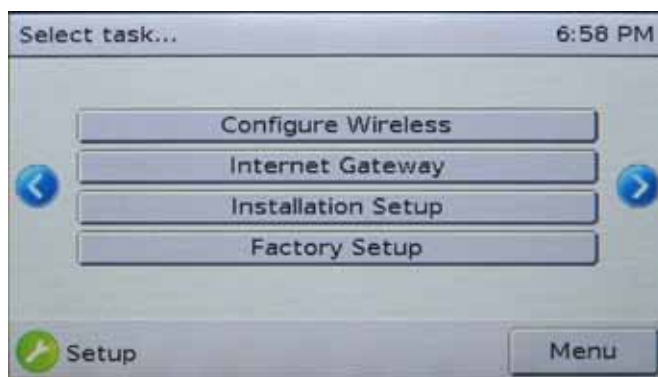 Select task... 6:58 PM
Configure Wireless
Internet Gateway
Installation Setup
Factory Setup
Setup Menu